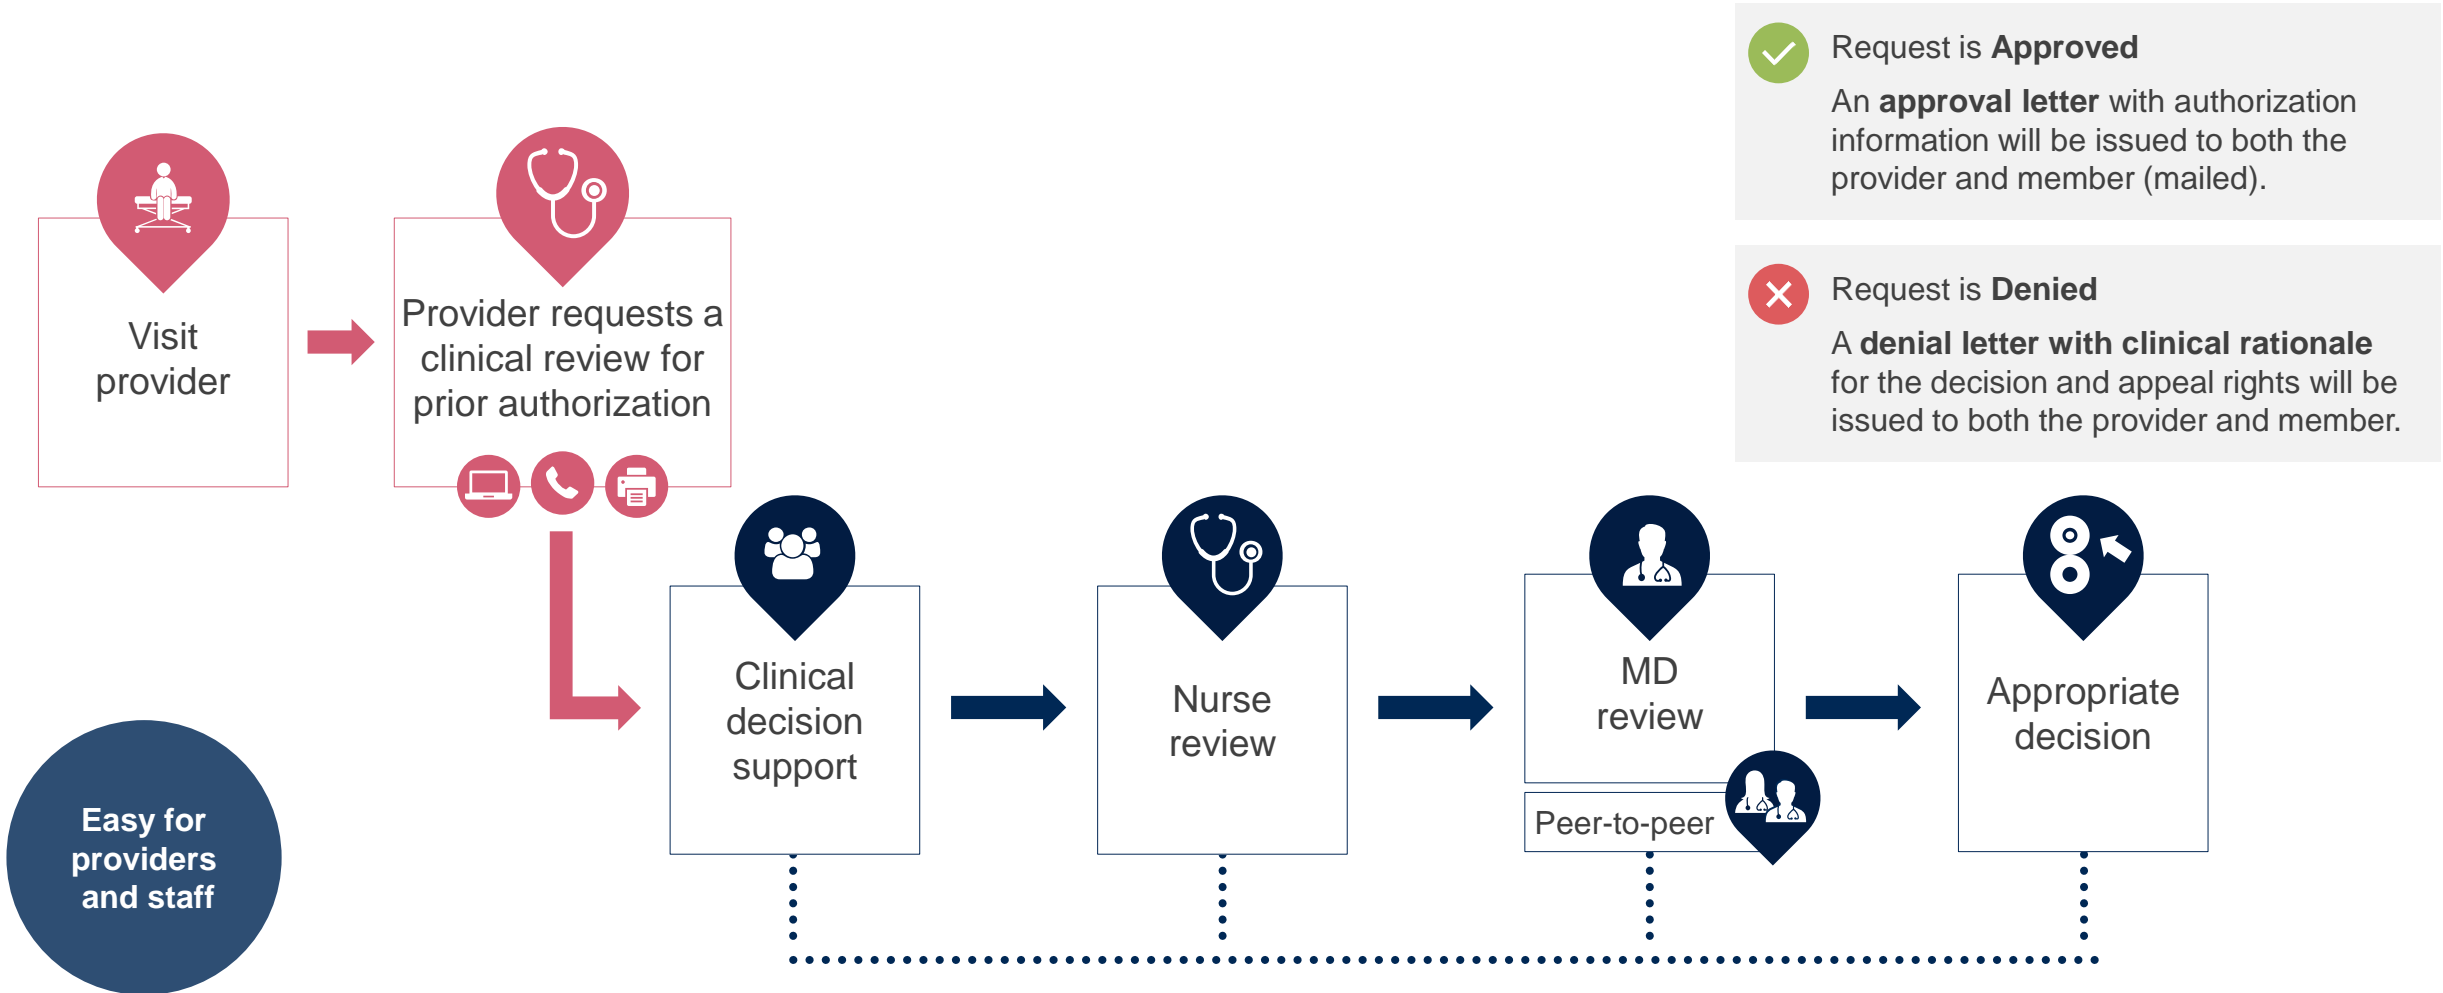 Request is Approved
An approval letter with authorization
information will be issued to both the
provider and member (mailed).
Request is Denied
A denial letter with clinical rationale
for the decision and appeal rights will be
issued to both the provider and member.
Visit
provider
Provider requests a
clinical review for
prior authorization
Clinical
decision
support
Nurse
review
MD
review
Peer-to-peer
Appropriate
decision
Easy for
providers
and staff